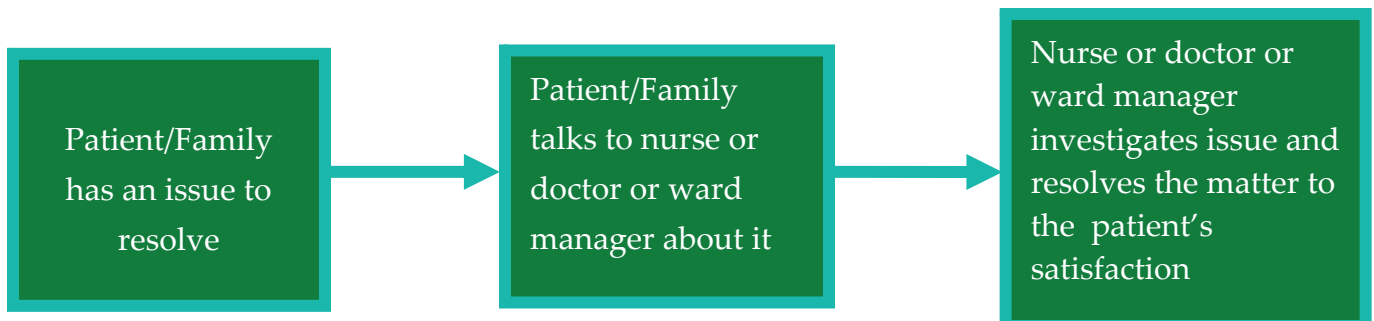 Patient/Family
has an issue to
resolve
Patient/Family
talks to nurse or
doctor or ward
manager about it
Nurse or doctor or
ward manager
investigates issue and
resolves the matter to
the  patient’s
satisfaction